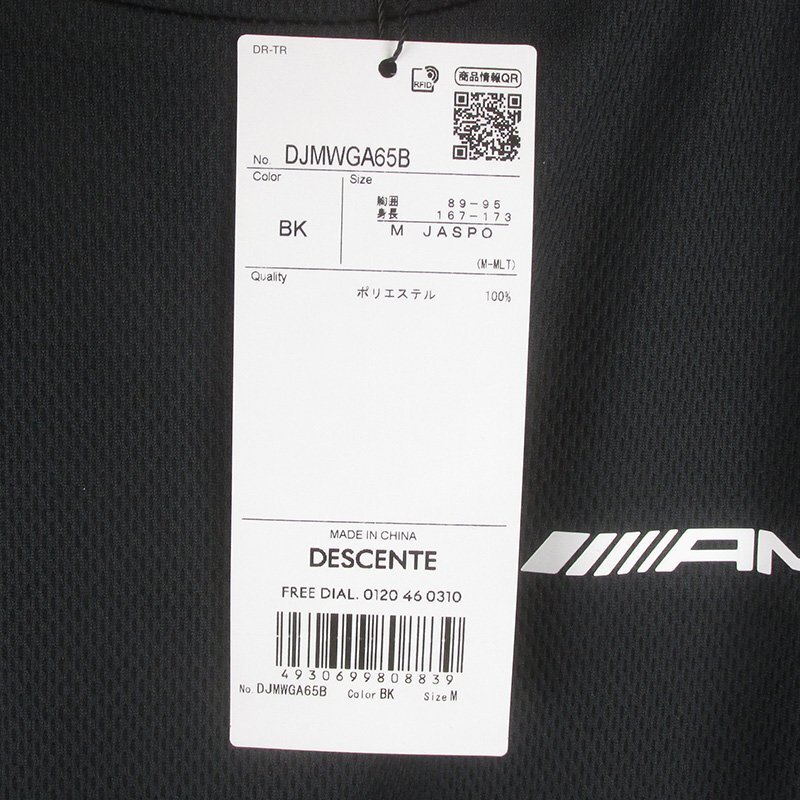 DR-TR
RFID
商品情報QR
No. DJMWGA65B
Color
Size
BK
胸囲 89-95
身長 167-173
M JASPO
(M-MLT)
Quality
ポリエステル 100%
MADE IN CHINA
DESCENTE
FREE DIAL. 0120 46 0310
4930699808839
No. DJMWGA65B Color BK Size M